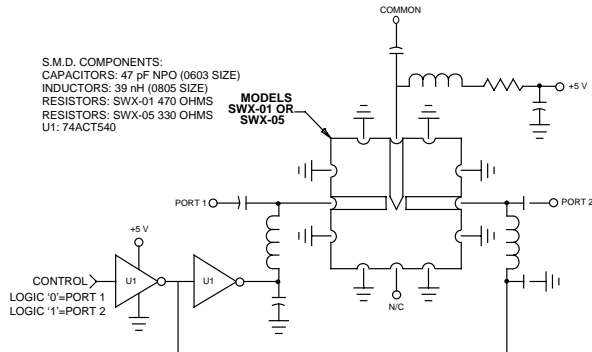 COMMON
S.M.D. COMPONENTS:
CAPACITORS: 47 pF NPO (0603 SIZE)
INDUCTORS: 39 nH (0805 SIZE)
RESISTORS: SWX-01 470 OHMS
RESISTORS: SWX-05 330 OHMS
U1: 74ACT540
MODELS
SWX-01 OR
SWX-05
+5 V
PORT 1
PORT 2
+5 V
CONTROL
U1
U1
LOGIC '0'=PORT 1
LOGIC '1'=PORT 2
N/C